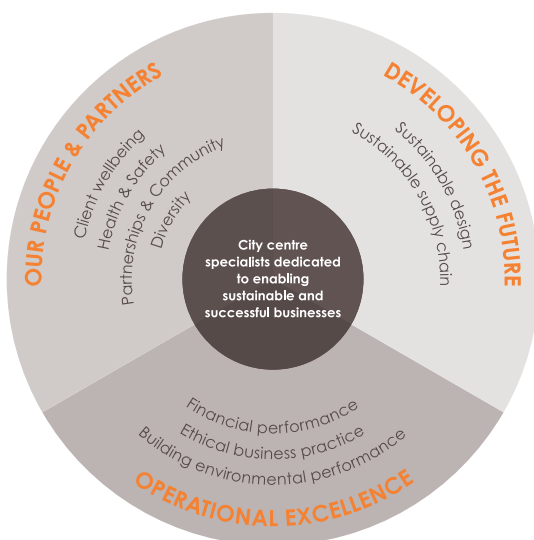 OUR PEOPLE & PARTNERS
Client wellbeing
Health & Safety
Partnerships & Community
Diversity
DEVELOPING THE FUTURE
Sustainable design
Sustainable supply chain
City centre
specialists dedicated
to enabling
sustainable and
successful businesses
Financial performance
Ethical business practice
Building environmental performance
OPERATIONAL EXCELLENCE